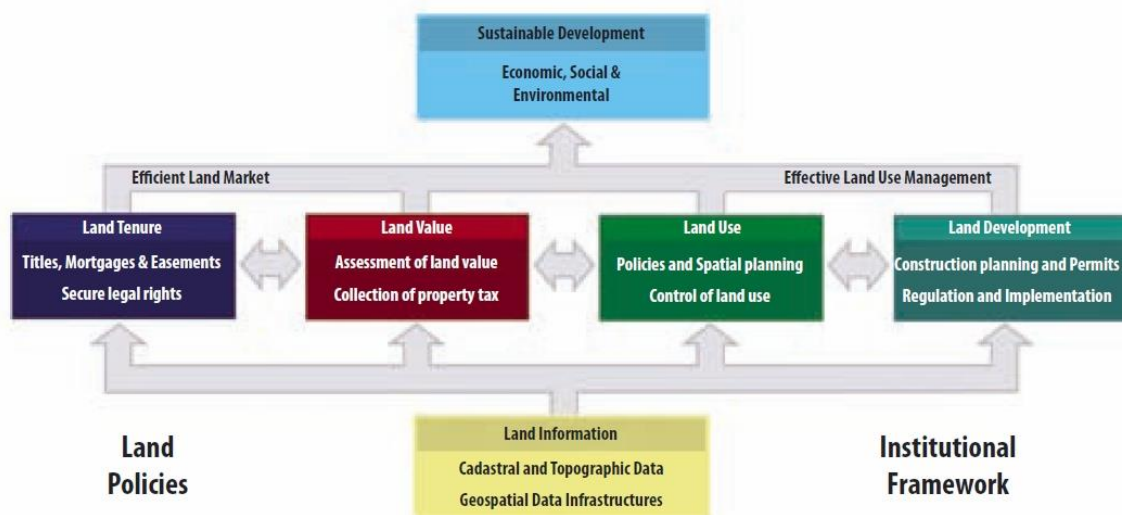 Sustainable Development
Economic, Social &
Environmental
Efficient Land Market
Effective Land Use Management
Land Tenure
Titles, Mortgages & Easements
Secure legal rights
Land Value
Assessment of land value
Collection of property tax
Land Use
Policies and Spatial planning
Control of land use
Land Development
Construction planning and Permits
Regulation and Implementation
Land
Policies
Land Information
Cadastral and Topographic Data
Geospatial Data Infrastructures
Institutional
Framework